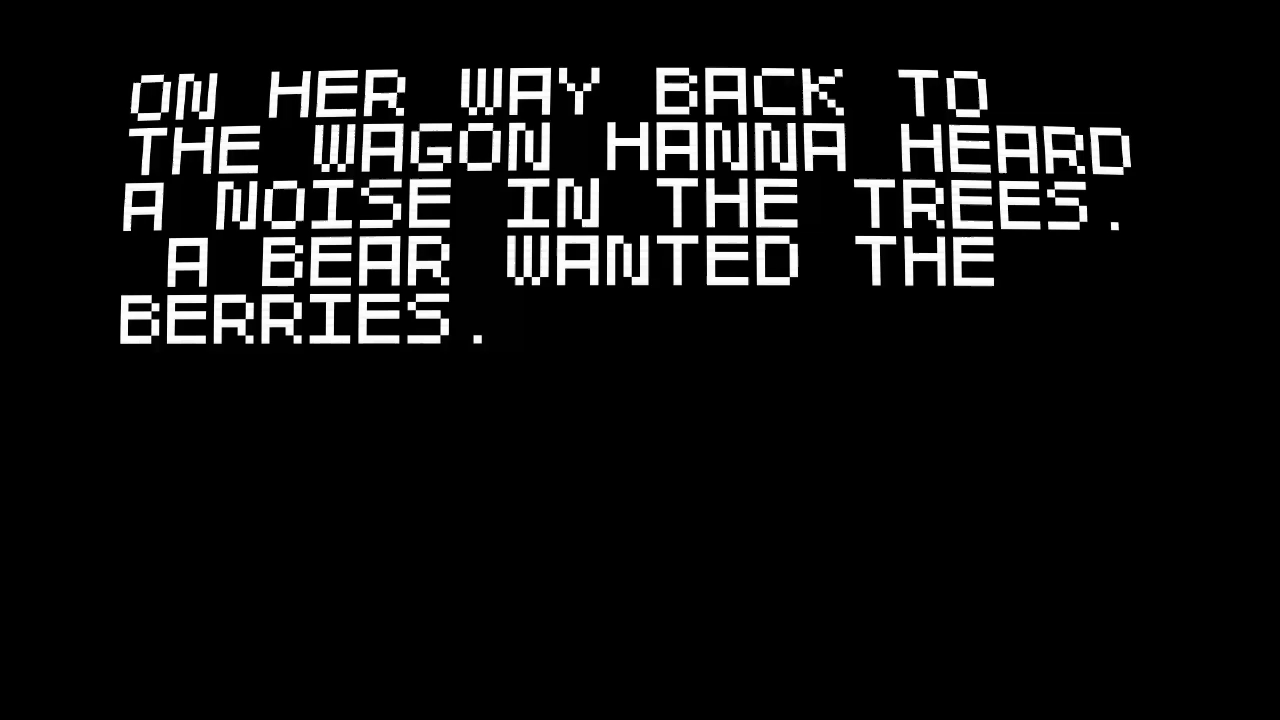 ON HER WAY BACK TO
THE WAGON HANNA HEARD
A NOISE IN THE TREES.
A BEAR WANTED THE
BERRIES.